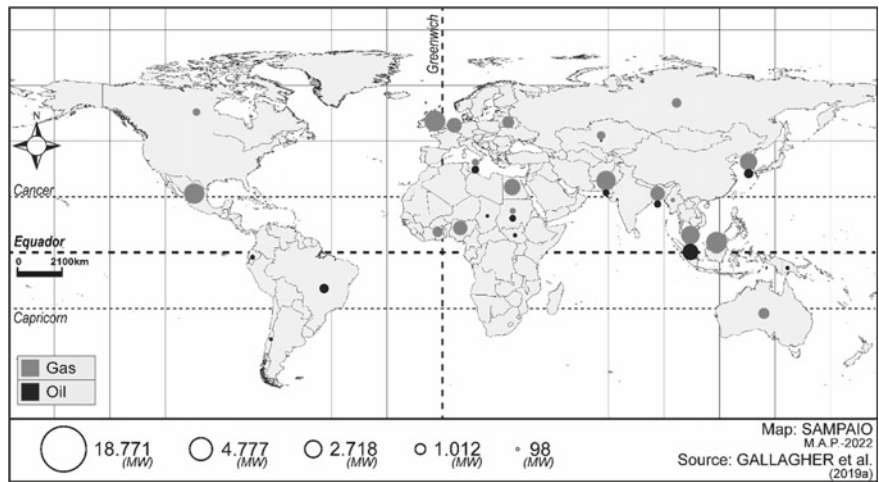 Greenwich
N
Cancer
Equador
0 2100km
Capricorn
Gas
Oil
18.771 (MW)
4.777 (MW)
2.718 (MW)
1.012 (MW)
98 (MW)
Map: SAMPAIO
M.A.P.-2022
Source: GALLAGHER et al.
(2019a)